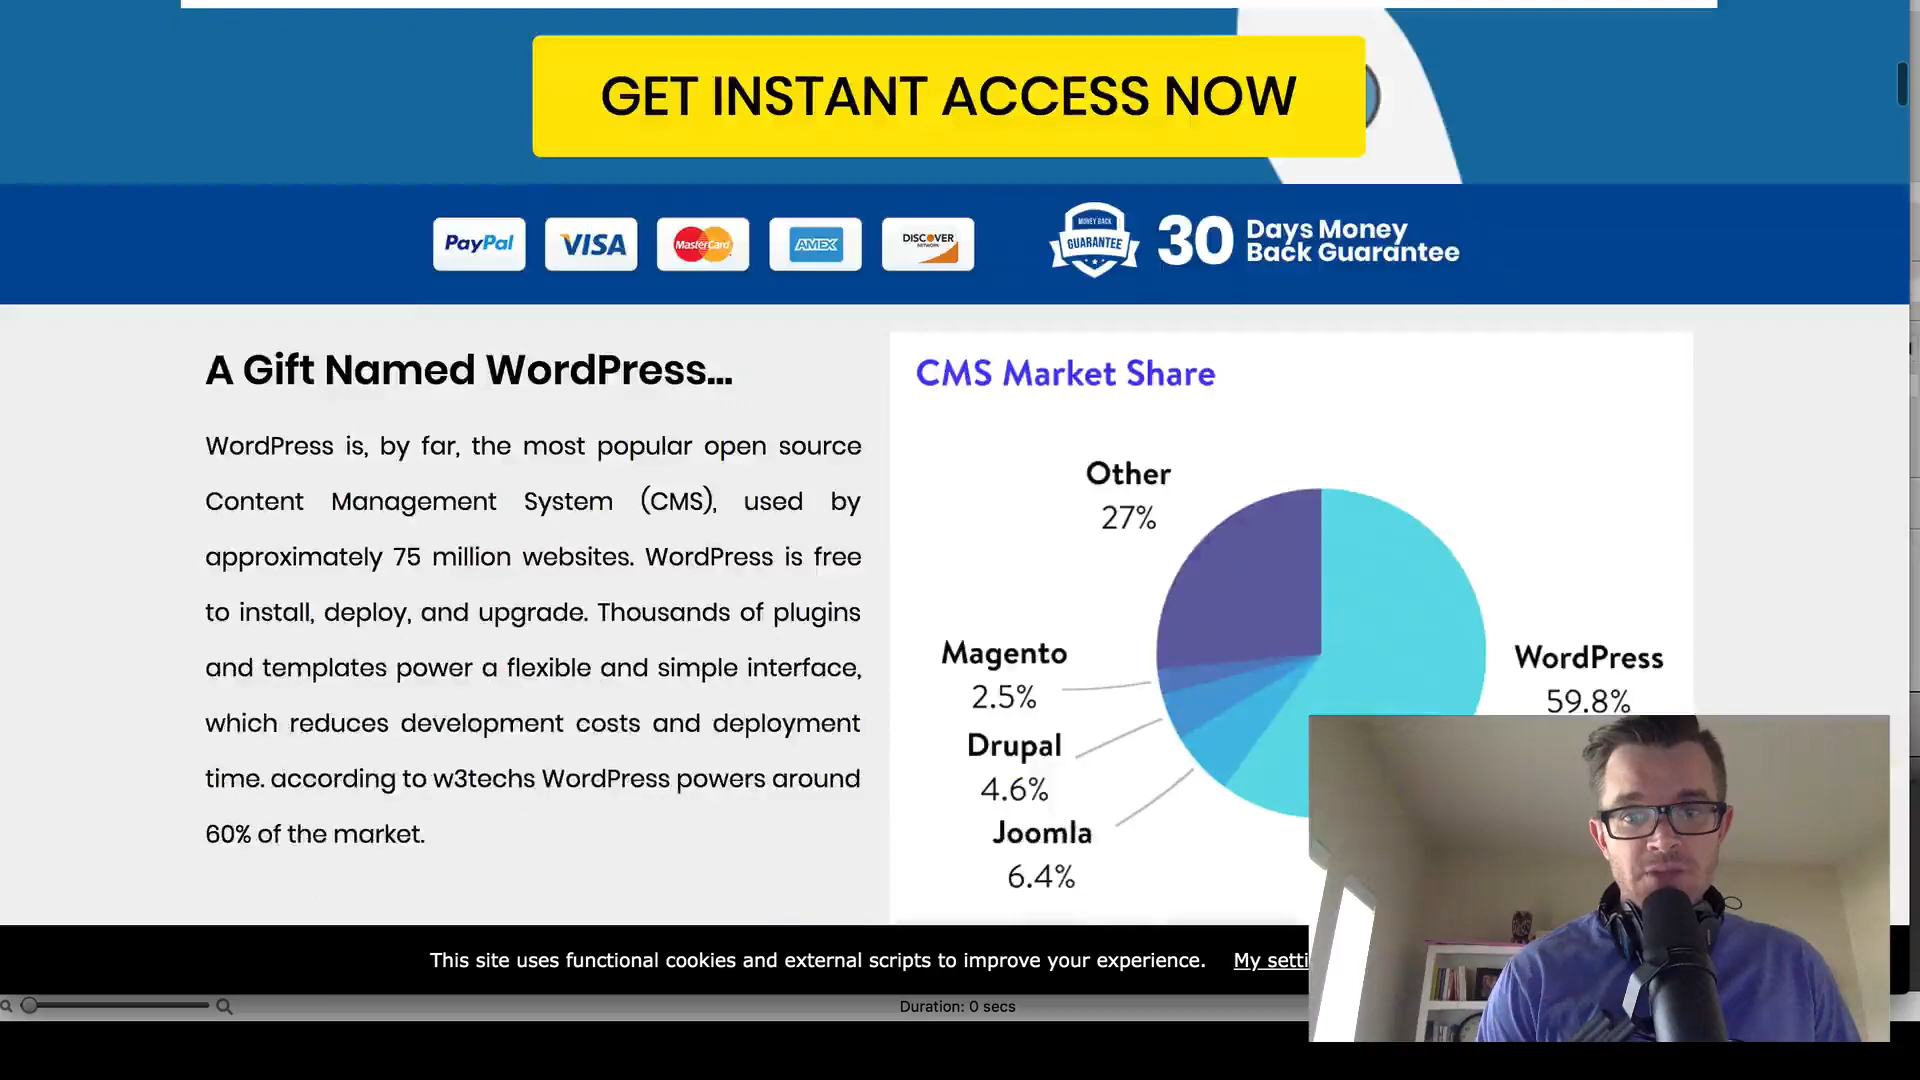 GET INSTANT ACCESS NOW
PayPal
VISA
MasterCard
AMEX
DISCOVER
NETWORK
MONEY BACK
GUARANTEE
30 Days Money
Back Guarantee
A Gift Named WordPress...
WordPress is, by far, the most popular open source
Content Management System (CMS), used by
approximately 75 million websites. WordPress is free
to install, deploy, and upgrade. Thousands of plugins
and templates power a flexible and simple interface,
which reduces development costs and deployment
time. according to w3techs WordPress powers around
60% of the market.
CMS Market Share
Other
27%
Magento
2.5%
WordPress
59.8%
Drupal
4.6%
Joomla
6.4%
This site uses functional cookies and external scripts to improve your experience.
My setti
Duration: 0 secs